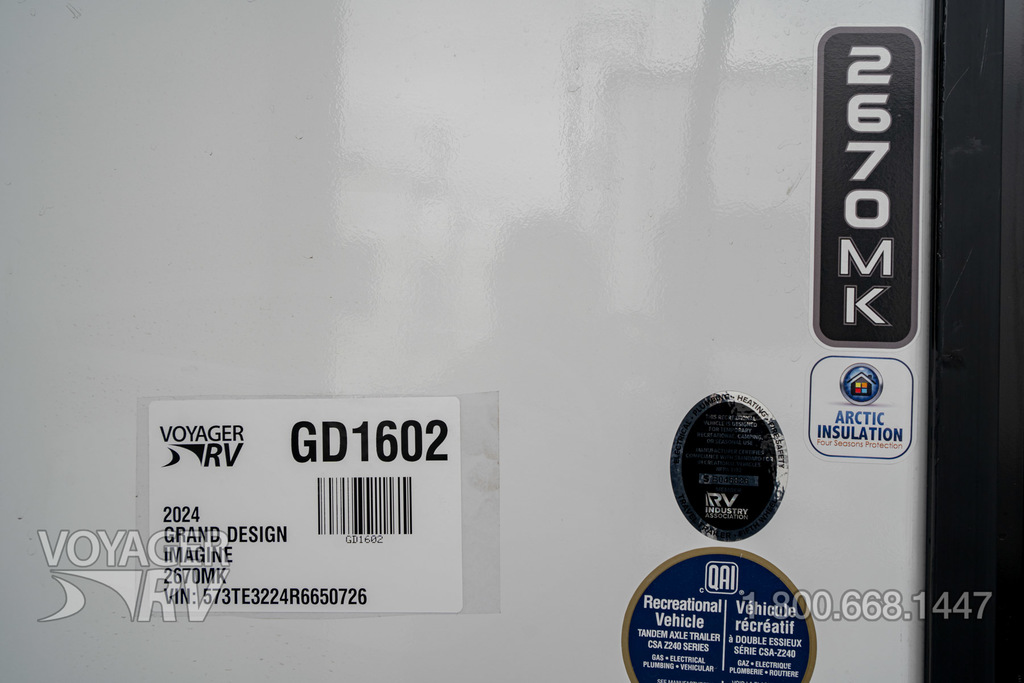 2670MK
ARCTIC
INSULATION
Four Seasons Protection
VOYAGER
RV
GD1602
GD1602
2024
GRAND DESIGN
IMAGINE
2670MK
VIN: 573TE3224R6650726
VOYAGER
RV
HEATING
RV
INDUSTRY
ASSOCIATION
QAI
Recreational
Vehicle
TANDEM AXLE TRAILER
CSA Z240 SERIES
GAS • ELECTRICAL
PLUMBING • VEHICULAR
Véhicule
récréatif
à DOUBLE ESSIEUX
SÉRIE CSA-Z240
GAZ • ÉLECTRIQUE
PLOMBERIE • ROUTIERE
1-800.668.1447